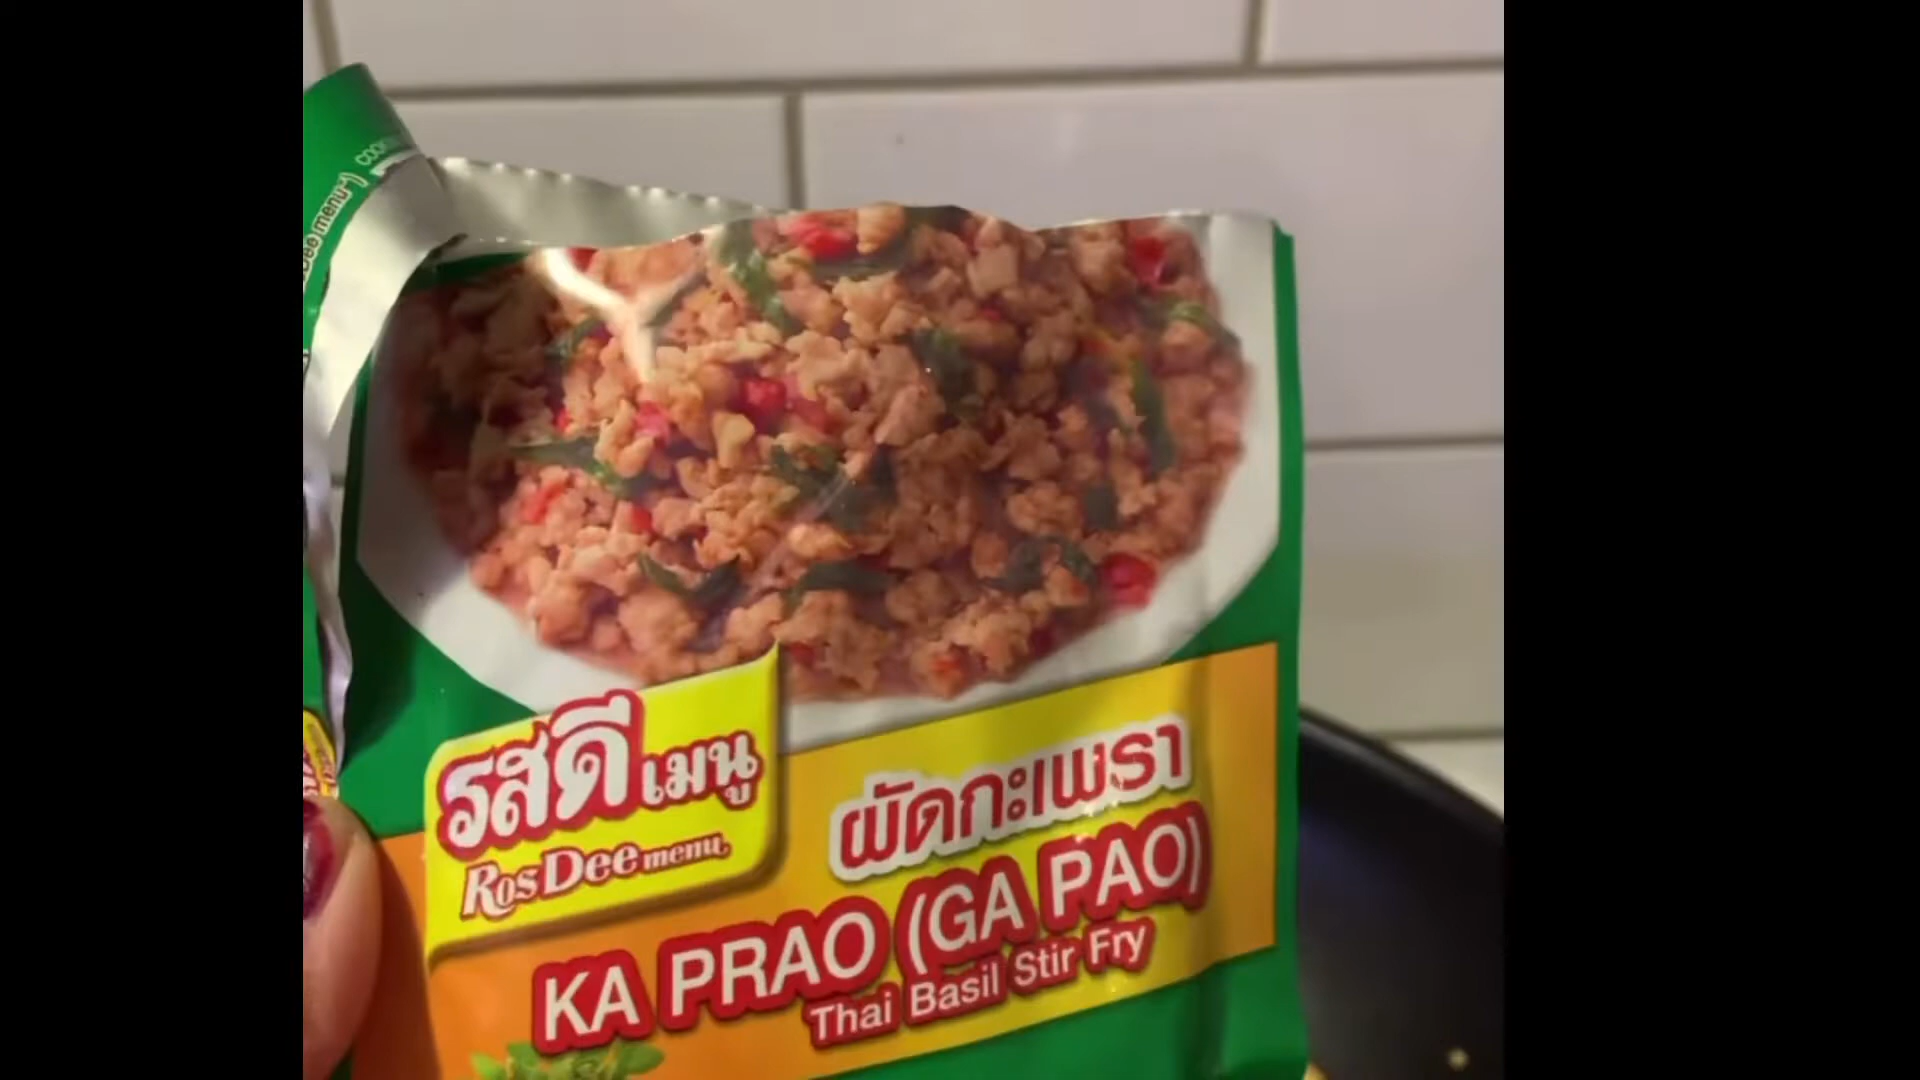 menu™)
รสดีเมนู
RosDee menu
ผัดกะเพรา
KA PRAO (GA PAO)
Thai Basil Stir Fry